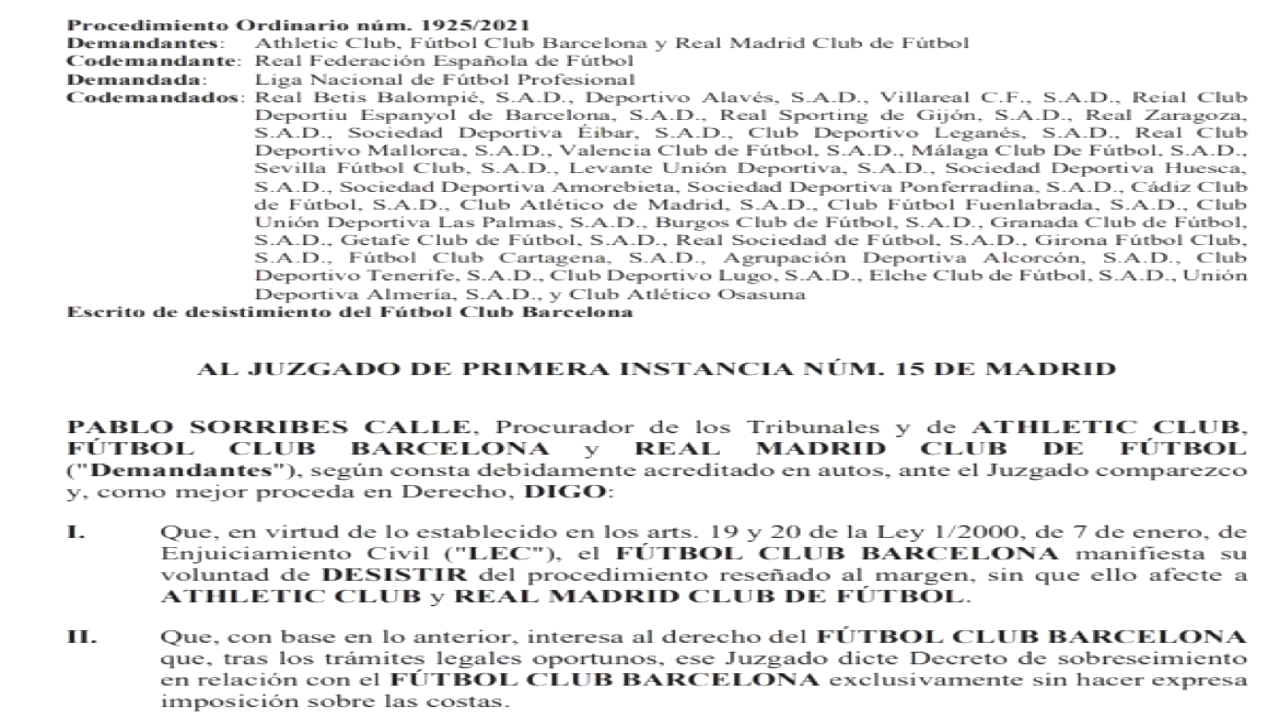 Procedimiento Ordinario núm. 1925/2021
Demandantes: Athletic Club, Fútbol Club Barcelona y Real Madrid Club de Fútbol
Codemandante: Real Federación Española de Fútbol
Demandada: Liga Nacional de Fútbol Profesional
Codemandados: Real Betis Balompié, S.A.D., Deportivo Alavés, S.A.D., Villareal C.F., S.A.D., Reial Club
Deportiu Espanyol de Barcelona, S.A.D., Real Sporting de Gijón, S.A.D., Real Zaragoza,
S.A.D., Sociedad Deportiva Éibar, S.A.D., Club Deportivo Leganés, S.A.D., Real Club
Deportivo Mallorca, S.A.D., Valencia Club de Fútbol, S.A.D., Málaga Club De Fútbol, S.A.D.,
Sevilla Fútbol Club, S.A.D., Levante Unión Deportiva, S.A.D., Sociedad Deportiva Huesca,
S.A.D., Sociedad Deportiva Amorebieta, Sociedad Deportiva Ponferradina, S.A.D., Cádiz Club
de Fútbol, S.A.D., Club Atlético de Madrid, S.A.D., Club Fútbol Fuenlabrada, S.A.D., Club
Unión Deportiva Las Palmas, S.A.D., Burgos Club de Fútbol, S.A.D., Granada Club de Fútbol,
S.A.D., Getafe Club de Fútbol, S.A.D., Real Sociedad de Fútbol, S.A.D., Girona Fútbol Club,
S.A.D., Fútbol Club Cartagena, S.A.D., Agrupación Deportiva Alcorcón, S.A.D., Club
Deportivo Tenerife, S.A.D., Club Deportivo Lugo, S.A.D., Elche Club de Fútbol, S.A.D., Unión
Deportiva Almería, S.A.D., y Club Atlético Osasuna
Escrito de desistimiento del Fútbol Club Barcelona
AL JUZGADO DE PRIMERA INSTANCIA NÚM. 15 DE MADRID
PABLO SORRIBES CALLE, Procurador de los Tribunales y de ATHLETIC CLUB,
FÚTBOL CLUB BARCELONA y REAL MADRID CLUB DE FÚTBOL
("Demandantes"), según consta debidamente acreditado en autos, ante el Juzgado comparezco
y, como mejor proceda en Derecho, DIGO:
I. Que, en virtud de lo establecido en los arts. 19 y 20 de la Ley 1/2000, de 7 de enero, de
Enjuiciamiento Civil ("LEC"), el FÚTBOL CLUB BARCELONA manifiesta su
voluntad de DESISTIR del procedimiento reseñado al margen, sin que ello afecte a
ATHLETIC CLUB y REAL MADRID CLUB DE FÚTBOL.
II. Que, con base en lo anterior, interesa al derecho del FÚTBOL CLUB BARCELONA
que, tras los trámites legales oportunos, ese Juzgado dicte Decreto de sobreseimiento
en relación con el FÚTBOL CLUB BARCELONA exclusivamente sin hacer expresa
imposición sobre las costas.